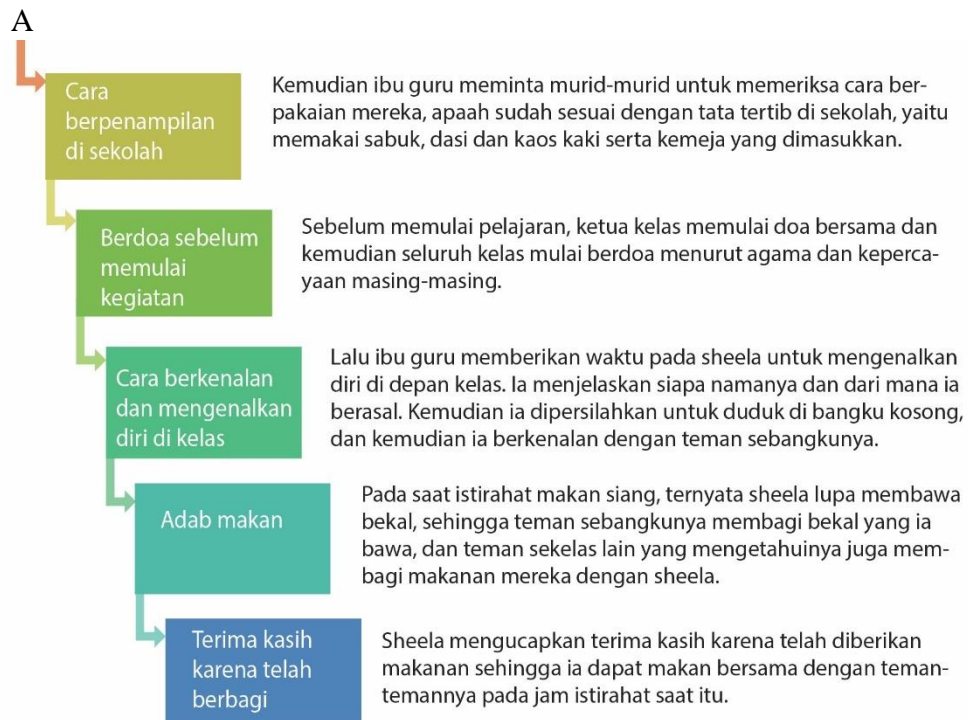 A
Cara
berpenampilan
di sekolah
Kemudian ibu guru meminta murid-murid untuk memeriksa cara ber-
pakaian mereka, apaah sudah sesuai dengan tata tertib di sekolah, yaitu
memakai sabuk, dasi dan kaos kaki serta kemeja yang dimasukkan.
Berdoa sebelum
memulai
kegiatan
Sebelum memulai pelajaran, ketua kelas memulai doa bersama dan
kemudian seluruh kelas mulai berdoa menurut agama dan keperca-
yaan masing-masing.
Cara berkenalan
dan mengenalkan
diri di kelas
Lalu ibu guru memberikan waktu pada sheela untuk mengenalkan
diri di depan kelas. Ia menjelaskan siapa namanya dan dari mana ia
berasal. Kemudian ia dipersilahkan untuk duduk di bangku kosong,
dan kemudian ia berkenalan dengan teman sebangkunya.
Adab makan
Pada saat istirahat makan siang, ternyata sheela lupa membawa
bekal, sehingga teman sebangkunya membagi bekal yang ia
bawa, dan teman sekelas lain yang mengetahuinya juga mem-
bagi makanan mereka dengan sheela.
Terima kasih
karena telah
berbagi
Sheela mengucapkan terima kasih karena telah diberikan
makanan sehingga ia dapat makan bersama dengan teman-
temannya pada jam istirahat saat itu.